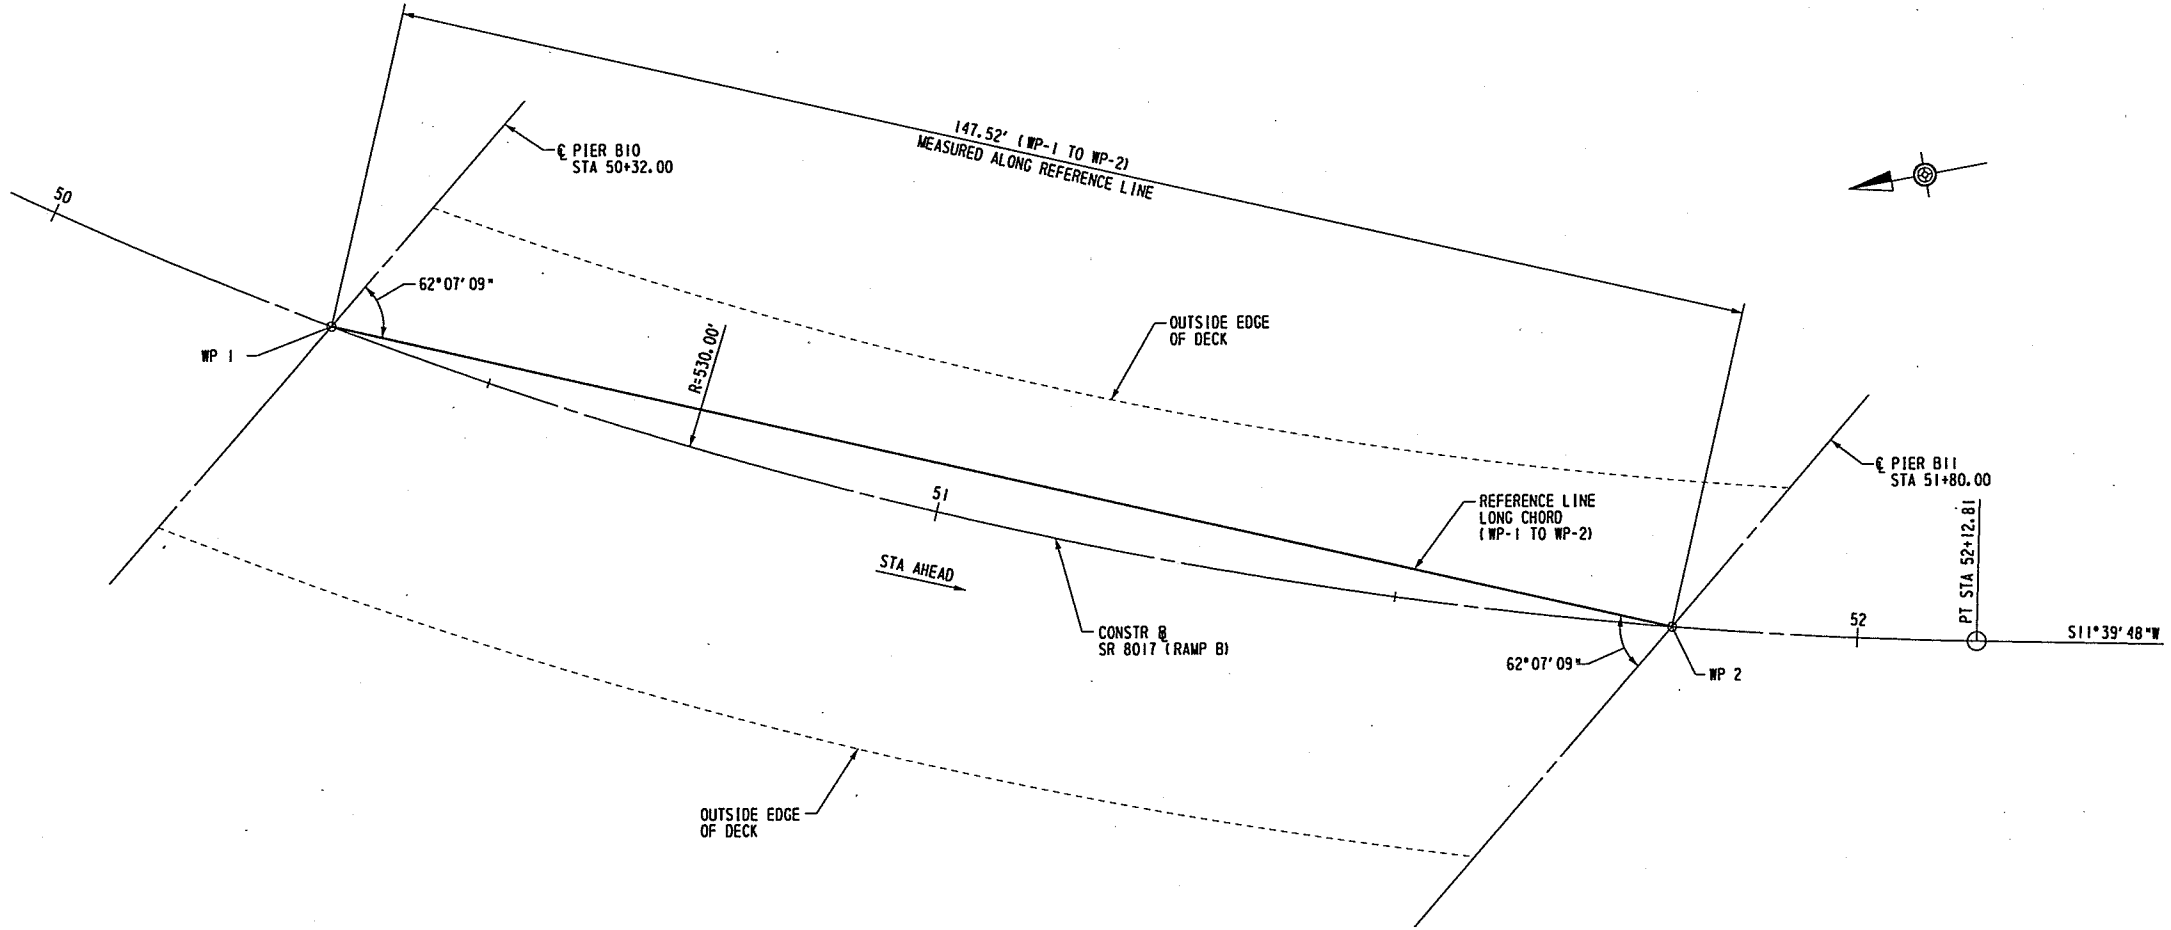 147.52' (WP-1 TO WP-2)
MEASURED ALONG REFERENCE LINE
℄ PIER B10
STA 50+32.00
50
62°07'09"
WP 1
R=530.00'
OUTSIDE EDGE
OF DECK
℄ PIER B11
STA 51+80.00
51
REFERENCE LINE
LONG CHORD
(WP-1 TO WP-2)
PT STA 52+12.81
STA AHEAD
CONSTR B
SR 8017 (RAMP B)
52
S11°39'48"W
62°07'09"
WP 2
OUTSIDE EDGE
OF DECK